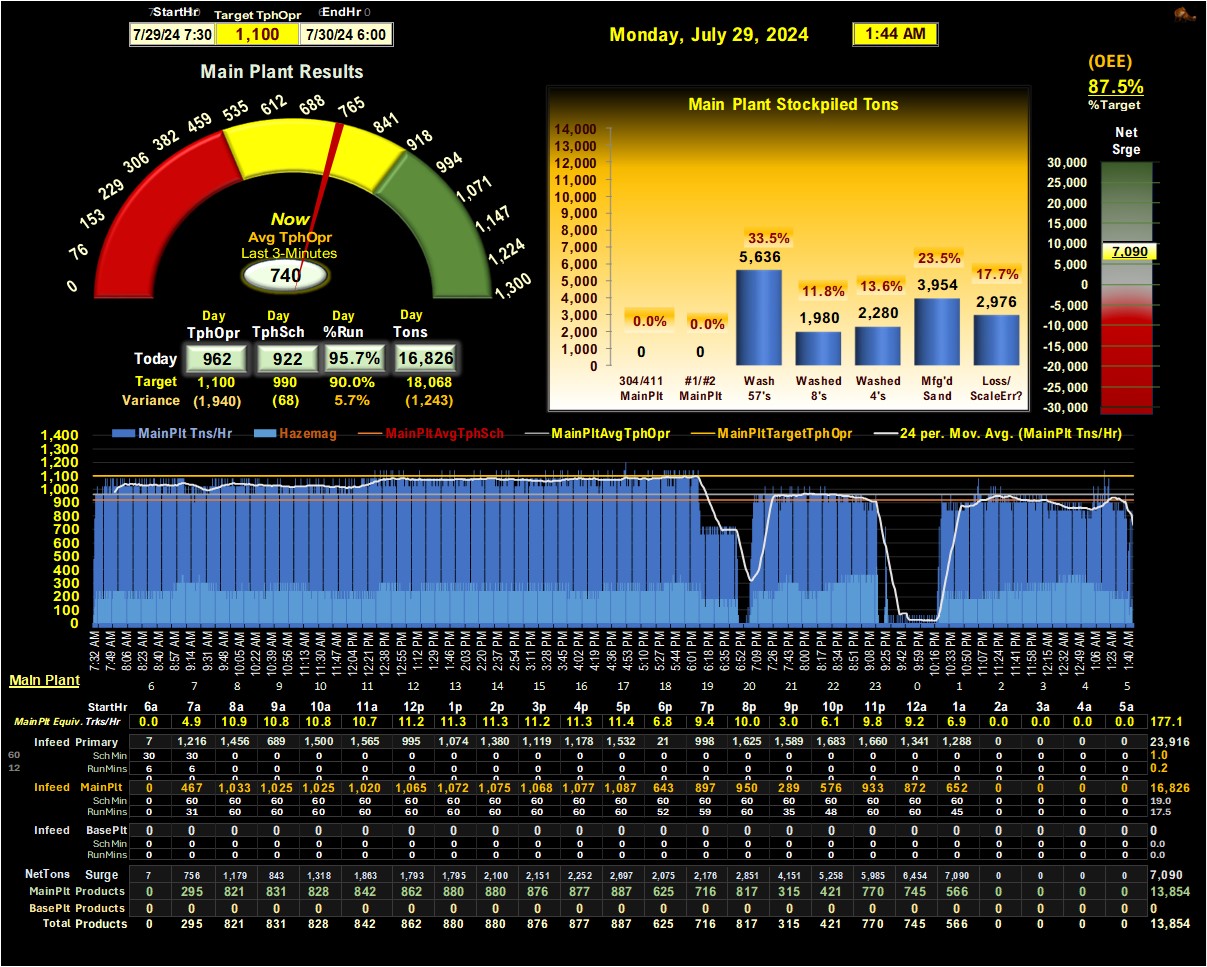 StartHr Target TphOpr EndHr
7/29/24 7:30 1,100 7/30/24 6:00
Monday, July 29, 2024 1:44 AM
(OEE)
87.5%
%Target
Main Plant Results
0 76 153 229 306 382 459 535 612 688 765 841 918 994 1,071 1,147 1,224 1,300
Now
Avg TphOpr
Last 3-Minutes
740
Day Day Day Day
TphOpr TphSch %Run Tons
Today 962 922 95.7% 16,826
Target 1,100 990 90.0% 18,068
Variance (1,940) (68) 5.7% (1,243)
Main Plant Stockpiled Tons
14,000
13,000
12,000
11,000
10,000
9,000
8,000
7,000
6,000
5,000
4,000
3,000
2,000
1,000
0
0.0% 0.0% 33.5% 11.8% 13.6% 23.5% 17.7%
0 0 5,636 1,980 2,280 3,954 2,976
304/411 #1/#2 Wash Washed Washed Mfg'd Loss/
MainPlt MainPlt 57's 8's 4's Sand ScaleErr?
Net
Srge
30,000
25,000
20,000
15,000
10,000
7,090
5,000
0
-5,000
-10,000
-15,000
-20,000
-25,000
-30,000
MainPlt Tns/Hr Hazemag MainPltAvgTphSch MainPltAvgTphOpr MainPltTargetTphOpr 24 per. Mov. Avg. (MainPlt Tns/Hr)
1,400
1,300
1,200
1,100
1,000
900
800
700
600
500
400
300
200
100
0
7:32 AM 7:49 AM 8:06 AM 8:23 AM 8:40 AM 8:57 AM 9:14 AM 9:31 AM 9:48 AM 10:05 AM 10:22 AM 10:39 AM 10:56 AM 11:13 AM 11:30 AM 11:47 AM 12:04 PM 12:21 PM 12:38 PM 12:55 PM 1:12 PM 1:29 PM 1:46 PM 2:03 PM 2:20 PM 2:37 PM 2:54 PM 3:11 PM 3:28 PM 3:45 PM 4:02 PM 4:19 PM 4:36 PM 4:53 PM 5:10 PM 5:27 PM 5:44 PM 6:01 PM 6:18 PM 6:35 PM 6:52 PM 7:09 PM 7:26 PM 7:43 PM 8:00 PM 8:17 PM 8:34 PM 8:51 PM 9:08 PM 9:25 PM 9:42 PM 9:59 PM 10:16 PM 10:50 PM 11:07 PM 11:24 PM 11:41 PM 11:58 PM 12:15 AM 12:32 AM 12:49 AM 1:06 AM 1:23 AM 1:40 AM
Main Plant 6 7 8 9 10 11 12 13 14 15 16 17 18 19 20 21 22 23 0 1 2 3 4 5
StartHr 6a 7a 8a 9a 10a 11a 12p 1p 2p 3p 4p 5p 6p 7p 8p 9p 10p 11p 12a 1a 2a 3a 4a 5a
MainPlt Equiv. Trks/Hr 0.0 4.9 10.9 10.8 10.8 10.7 11.2 11.3 11.3 11.2 11.3 11.4 6.8 9.4 10.0 3.0 6.1 9.8 9.2 6.9 0.0 0.0 0.0 0.0 177.1
Infeed Primary 7 1,216 1,456 689 1,500 1,565 995 1,074 1,380 1,119 1,178 1,532 21 998 1,625 1,589 1,683 1,660 1,341 1,288 0 0 0 0 23,916
60 SchMin 30 30 0 0 0 0 0 0 0 0 0 0 0 0 0 0 0 0 0 0 0 0 0 0 1.0
12 RunMins 6 6 0 0 0 0 0 0 0 0 0 0 0 0 0 0 0 0 0 0 0 0 0 0 0.2
Infeed MainPlt 0 467 1,033 1,025 1,025 1,020 1,065 1,072 1,075 1,068 1,077 1,087 643 897 950 289 576 933 872 652 0 0 0 0 16,826
SchMin 0 60 60 60 60 60 60 60 60 60 60 60 60 60 60 60 60 60 60 60 0 0 0 0 19.0
RunMins 0 31 60 60 60 60 60 60 60 60 60 60 52 59 60 35 48 60 60 45 0 0 0 0 17.5
Infeed BasePlt 0 0 0 0 0 0 0 0 0 0 0 0 0 0 0 0 0 0 0 0 0 0 0 0 0
SchMin 0 0 0 0 0 0 0 0 0 0 0 0 0 0 0 0 0 0 0 0 0 0 0 0 0.0
RunMins 0 0 0 0 0 0 0 0 0 0 0 0 0 0 0 0 0 0 0 0 0 0 0 0 0.0
NetTons Surge 7 756 1,179 843 1,318 1,863 1,793 1,795 2,100 2,151 2,252 2,697 2,075 2,176 2,851 4,151 5,258 5,985 6,454 7,090 0 0 0 0 7,090
MainPlt Products 0 295 821 831 828 842 862 880 880 876 877 887 625 716 817 315 421 770 745 566 0 0 0 0 13,854
BasePlt Products 0 0 0 0 0 0 0 0 0 0 0 0 0 0 0 0 0 0 0 0 0 0 0 0 0
Total Products 0 295 821 831 828 842 862 880 880 876 877 887 625 716 817 315 421 770 745 566 0 0 0 0 13,854